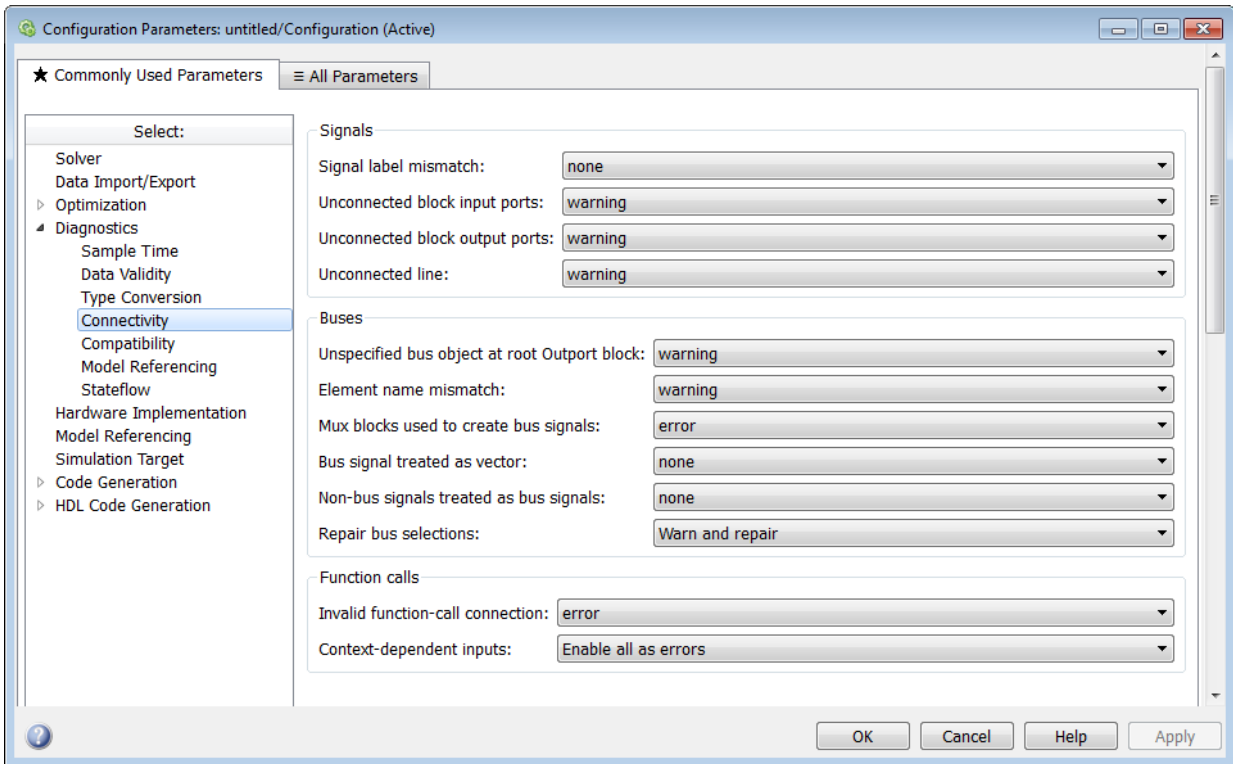 Configuration Parameters: untitled/Configuration (Active)
★ Commonly Used Parameters
≡ All Parameters
Select:
Solver
Data Import/Export
Optimization
Diagnostics
Sample Time
Data Validity
Type Conversion
Connectivity
Compatibility
Model Referencing
Stateflow
Hardware Implementation
Model Referencing
Simulation Target
Code Generation
HDL Code Generation
Signals
Signal label mismatch: none
Unconnected block input ports: warning
Unconnected block output ports: warning
Unconnected line: warning
Buses
Unspecified bus object at root Outport block: warning
Element name mismatch: warning
Mux blocks used to create bus signals: error
Bus signal treated as vector: none
Non-bus signals treated as bus signals: none
Repair bus selections: Warn and repair
Function calls
Invalid function-call connection: error
Context-dependent inputs: Enable all as errors
OK Cancel Help Apply